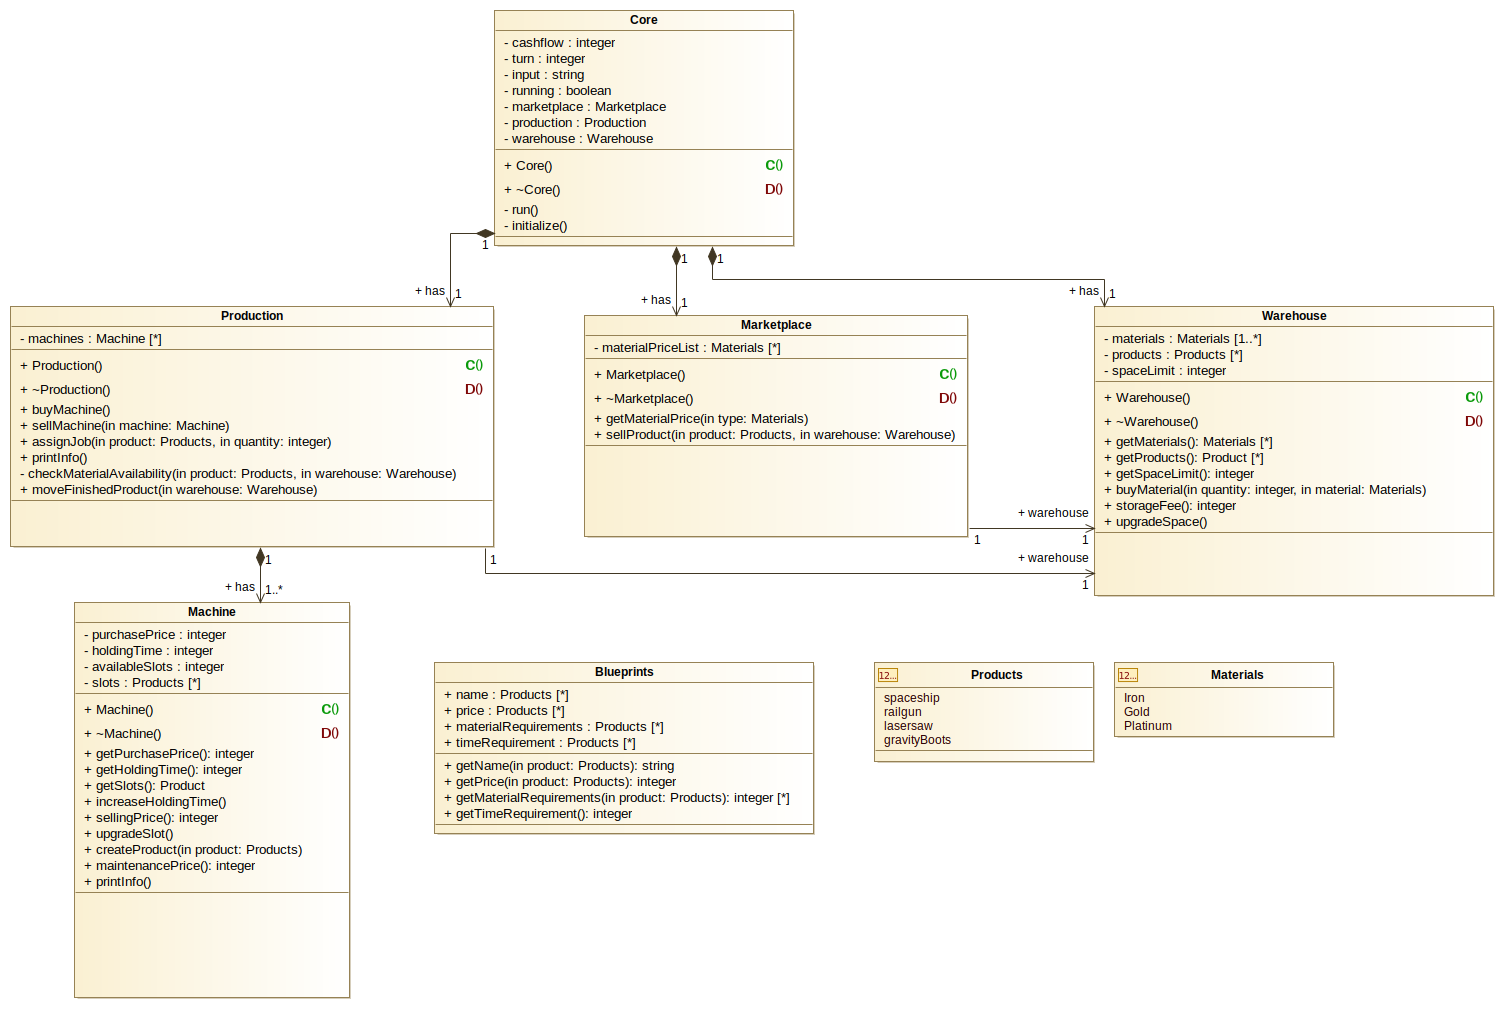 Core
- cashflow : integer
- turn : integer
- input : string
- running : boolean
- marketplace : Marketplace
- production : Production
- warehouse : Warehouse
+ Core() C()
+ ~Core() D()
- run()
- initialize()
1
1
1
+ has
1
+ has
1
+ has
1
Production
- machines : Machine [*]
+ Production() C()
+ ~Production() D()
+ buyMachine()
+ sellMachine(in machine: Machine)
+ assignJob(in product: Products, in quantity: integer)
+ printInfo()
- checkMaterialAvailability(in product: Products, in warehouse: Warehouse)
+ moveFinishedProduct(in warehouse: Warehouse)
Marketplace
- materialPriceList : Materials [*]
+ Marketplace() C()
+ ~Marketplace() D()
+ getMaterialPrice(in type: Materials)
+ sellProduct(in product: Products, in warehouse: Warehouse)
Warehouse
- materials : Materials [1..*]
- products : Products [*]
- spaceLimit : integer
+ Warehouse() C()
+ ~Warehouse() D()
+ getMaterials(): Materials [*]
+ getProducts(): Product [*]
+ getSpaceLimit(): integer
+ buyMaterial(in quantity: integer, in material: Materials)
+ storageFee(): integer
+ upgradeSpace()
+ warehouse
1
1
+ warehouse
1
1
1
+ has
1..*
Machine
- purchasePrice : integer
- holdingTime : integer
- availableSlots : integer
- slots : Products [*]
+ Machine() C()
+ ~Machine() D()
+ getPurchasePrice(): integer
+ getHoldingTime(): integer
+ getSlots(): Product
+ increaseHoldingTime()
+ sellingPrice(): integer
+ upgradeSlot()
+ createProduct(in product: Products)
+ maintenancePrice(): integer
+ printInfo()
Blueprints
+ name : Products [*]
+ price : Products [*]
+ materialRequirements : Products [*]
+ timeRequirement : Products [*]
+ getName(in product: Products): string
+ getPrice(in product: Products): integer
+ getMaterialRequirements(in product: Products): integer [*]
+ getTimeRequirement(): integer
12... Products
spaceship
railgun
lasersaw
gravityBoots
12... Materials
Iron
Gold
Platinum